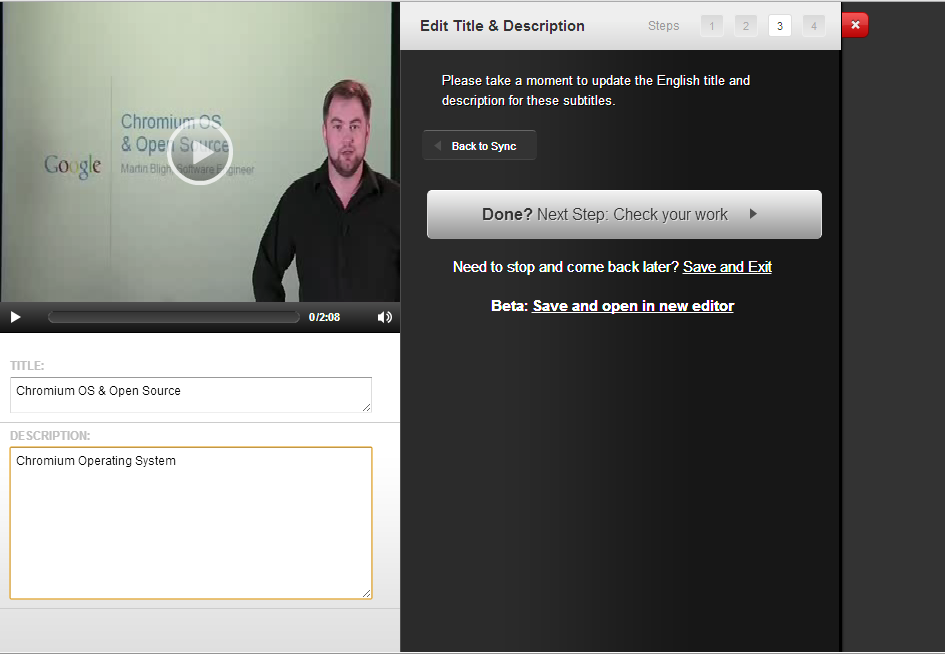 Edit Title & Description
Steps 1 2 3 4
Chromium OS
& Open Source
Google
Martin Bligh, Software Engineer
Please take a moment to update the English title and
description for these subtitles.
Back to Sync
Done? Next Step: Check your work
Need to stop and come back later? Save and Exit
Beta: Save and open in new editor
0/2:08
TITLE:
Chromium OS & Open Source
DESCRIPTION:
Chromium Operating System